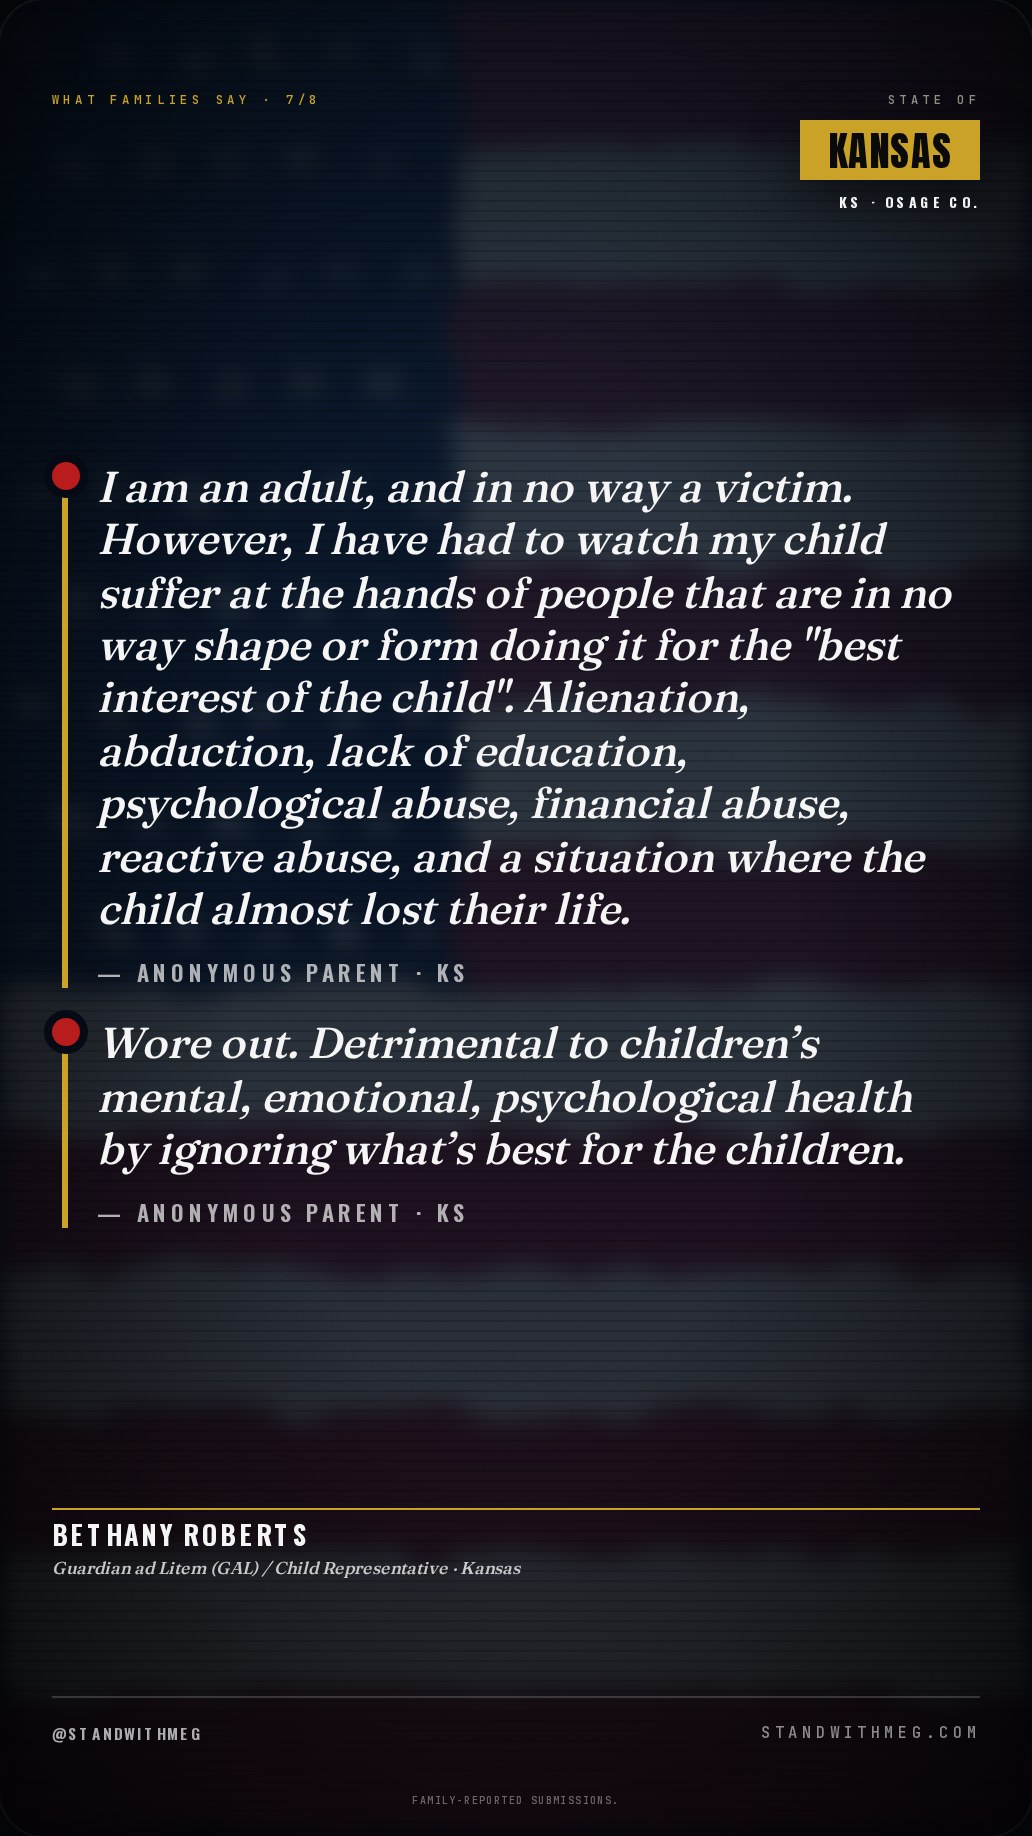 WHAT FAMILIES SAY · 7/8
STATE OF
KANSAS
KS · OSAGE CO.
I am an adult, and in no way a victim.
However, I have had to watch my child
suffer at the hands of people that are in no
way shape or form doing it for the "best
interest of the child". Alienation,
abduction, lack of education,
psychological abuse, financial abuse,
reactive abuse, and a situation where the
child almost lost their life.
— ANONYMOUS PARENT · KS
Wore out. Detrimental to children’s
mental, emotional, psychological health
by ignoring what’s best for the children.
— ANONYMOUS PARENT · KS
BETHANY ROBERTS
Guardian ad Litem (GAL) / Child Representative · Kansas
@STANDWITHMEG
STANDWITHMEG.COM
FAMILY-REPORTED SUBMISSIONS.